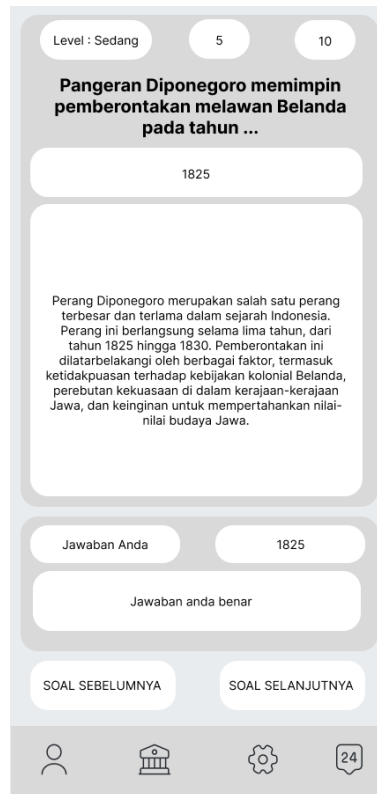 Level : Sedang
5
10
Pangeran Diponegoro memimpin
pemberontakan melawan Belanda
pada tahun ...
1825
Perang Diponegoro merupakan salah satu perang
terbesar dan terlama dalam sejarah Indonesia.
Perang ini berlangsung selama lima tahun, dari
tahun 1825 hingga 1830. Pemberontakan ini
dilatarbelakangi oleh berbagai faktor, termasuk
ketidakpuasan terhadap kebijakan kolonial Belanda,
perebutan kekuasaan di dalam kerajaan-kerajaan
Jawa, dan keinginan untuk mempertahankan nilai-
nilai budaya Jawa.
Jawaban Anda
1825
Jawaban anda benar
SOAL SEBELUMNYA
SOAL SELANJUTNYA
24